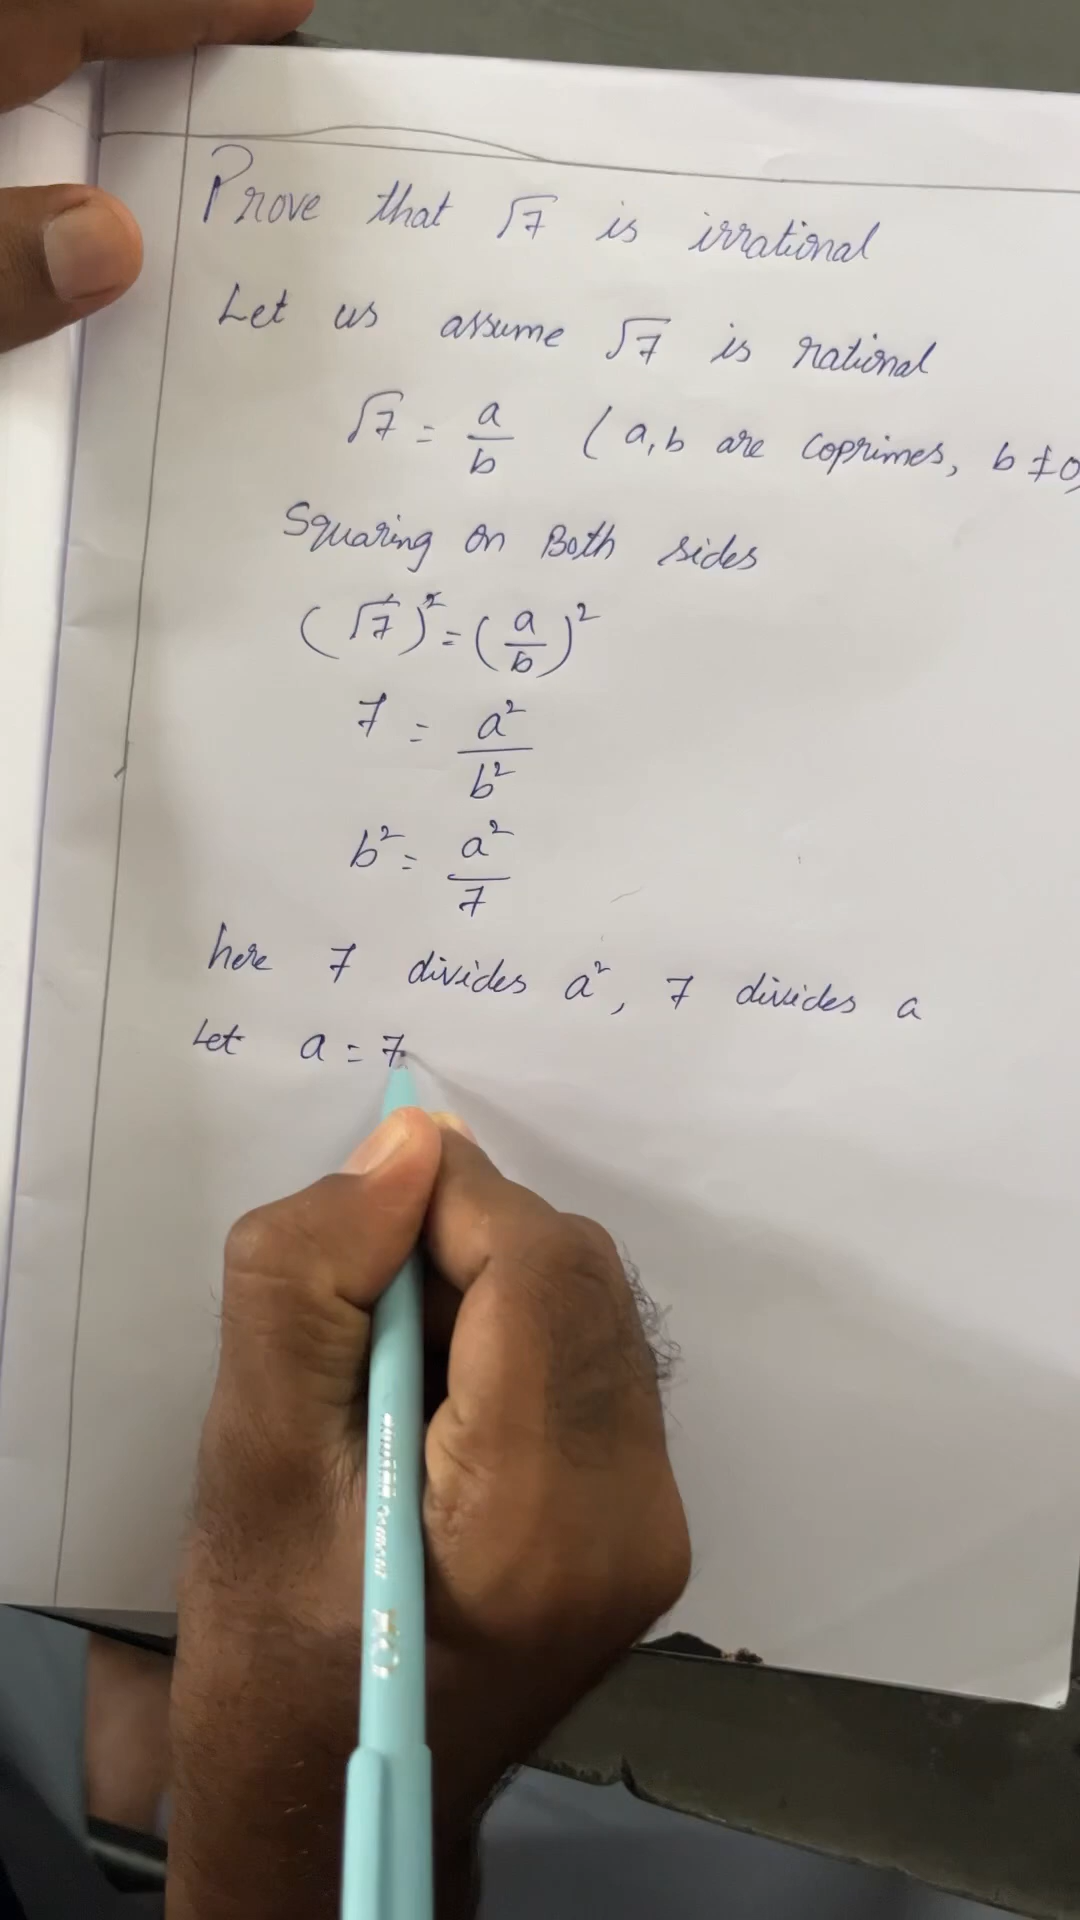 Prove that √7 is irrational
Let us assume √7 is rational
√7 = a/b (a,b are coprimes, b ≠ 0)
Squaring on Both sides
(√7)² = (a/b)²
7 = a²/b²
b² = a²/7
here 7 divides a², 7 divides a
Let a = 7